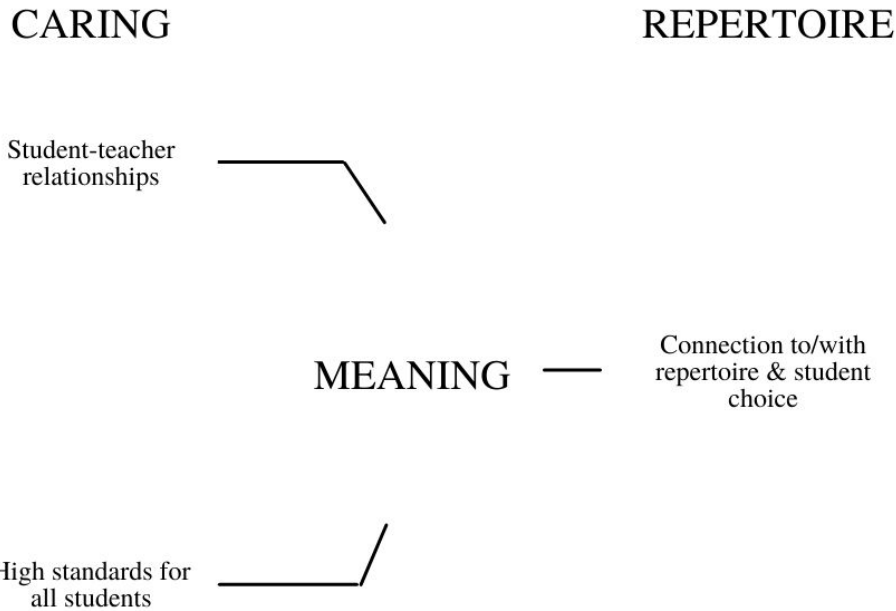 CARING
REPERTOIRE
Student-teacher
relationships
MEANING
Connection to/with
repertoire & student
choice
High standards for
all students